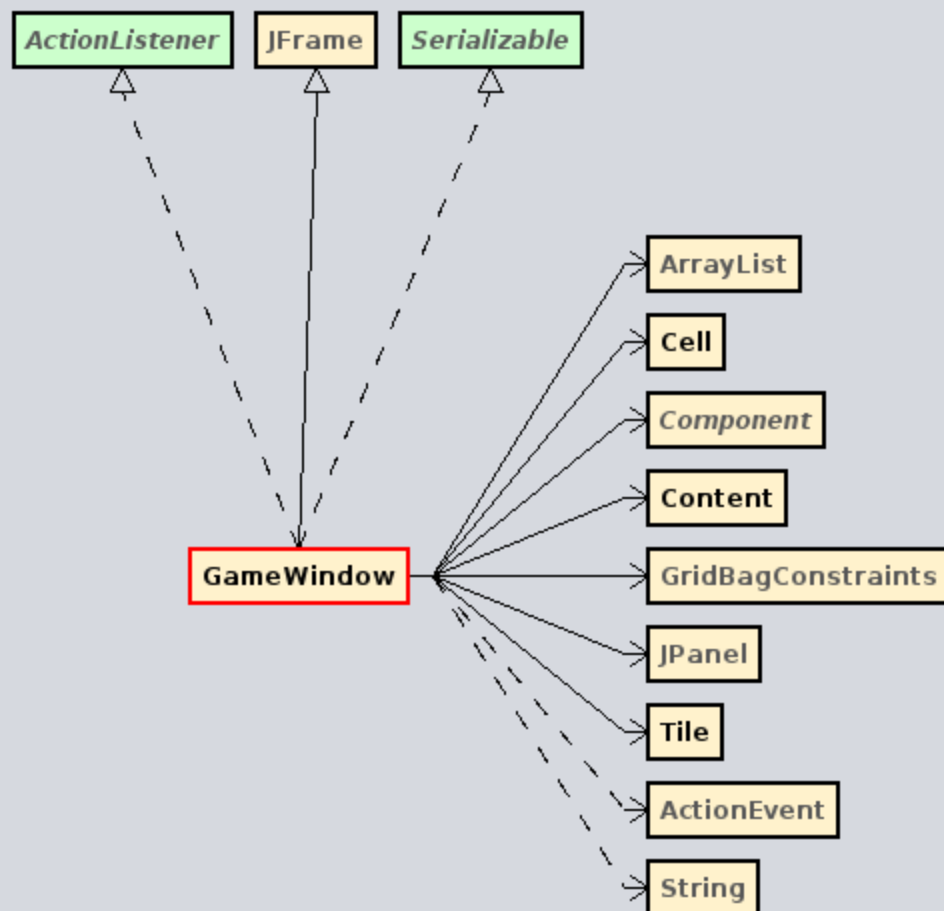 ActionListener
JFrame
Serializable
ArrayList
Cell
Component
Content
GameWindow
GridBagConstraints
JPanel
Tile
ActionEvent
String